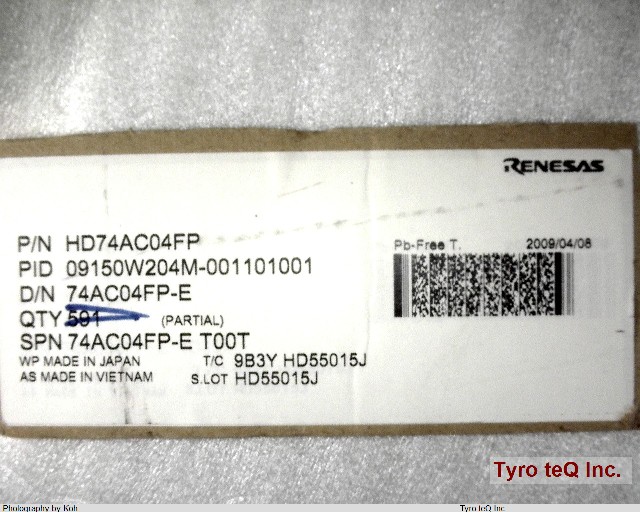 RENESAS
P/N HD74AC04FP
PID 09150W204M-001101001
D/N 74AC04FP-E
QTY 591 (PARTIAL)
SPN 74AC04FP-E T00T
WP MADE IN JAPAN T/C 9B3Y HD55015J
AS MADE IN VIETNAM S.LOT HD55015J
Pb-Free T. 2009/04/08
Tyro teQ Inc.
Photography by Koh Tyro teQ Inc